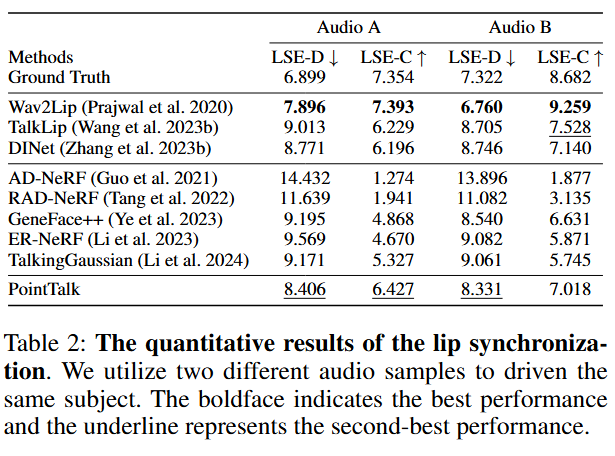 Audio A Audio B
Methods LSE-D ↓ LSE-C ↑ LSE-D ↓ LSE-C ↑
Ground Truth 6.899 7.354 7.322 8.682
Wav2Lip (Prajwal et al. 2020) 7.896 7.393 6.760 9.259
TalkLip (Wang et al. 2023b) 9.013 6.229 8.705 7.528
DINet (Zhang et al. 2023b) 8.771 6.196 8.746 7.140
AD-NeRF (Guo et al. 2021) 14.432 1.274 13.896 1.877
RAD-NeRF (Tang et al. 2022) 11.639 1.941 11.082 3.135
GeneFace++ (Ye et al. 2023) 9.195 4.868 8.540 6.631
ER-NeRF (Li et al. 2023) 9.569 4.670 9.082 5.871
TalkingGaussian (Li et al. 2024) 9.171 5.327 9.061 5.745
PointTalk 8.406 6.427 8.331 7.018
Table 2: The quantitative results of the lip synchroniza-
tion. We utilize two different audio samples to driven the
same subject. The boldface indicates the best performance
and the underline represents the second-best performance.